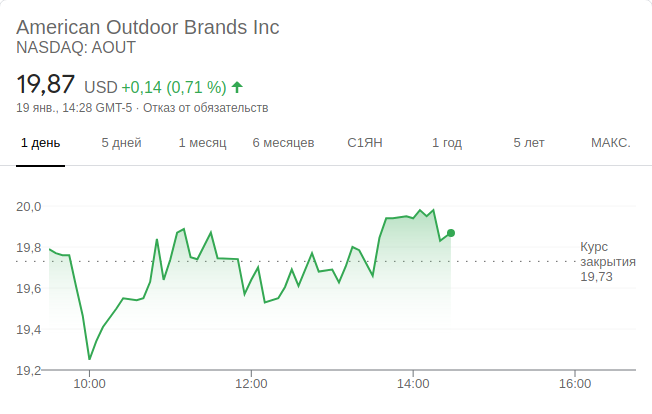 American Outdoor Brands Inc
NASDAQ: AOUT
19,87 USD +0,14 (0,71 %)
19 янв., 14:28 GMT-5 · Отказ от обязательств
1 день 5 дней 1 месяц 6 месяцев С1ЯН 1 год 5 лет МАКС.
20,0
19,8
19,6
19,4
19,2
Курс
закрытия
19,73
10:00 12:00 14:00 16:00